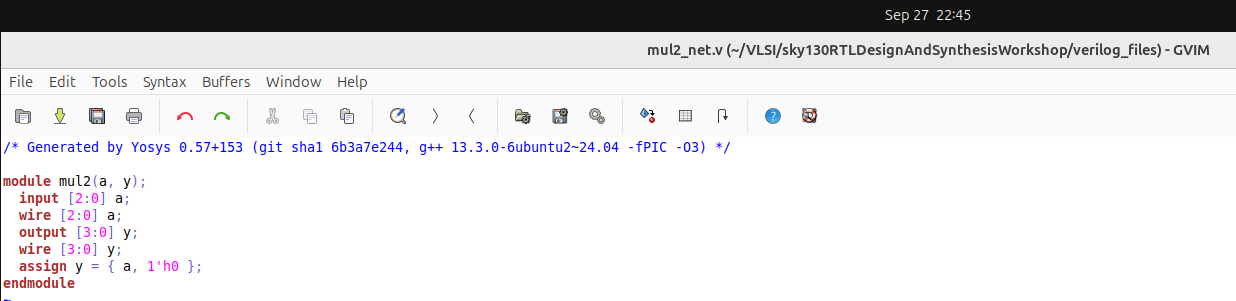 Sep 27 22:45
mul2_net.v (~/VLSI/sky130RTLDesignAndSynthesisWorkshop/verilog_files) - GVIM
File Edit Tools Syntax Buffers Window Help
/* Generated by Yosys 0.57+153 (git sha1 6b3a7e244, g++ 13.3.0-6ubuntu2~24.04 -fPIC -O3) */
module mul2(a, y);
  input [2:0] a;
  wire [2:0] a;
  output [3:0] y;
  wire [3:0] y;
  assign y = { a, 1'h0 };
endmodule
~